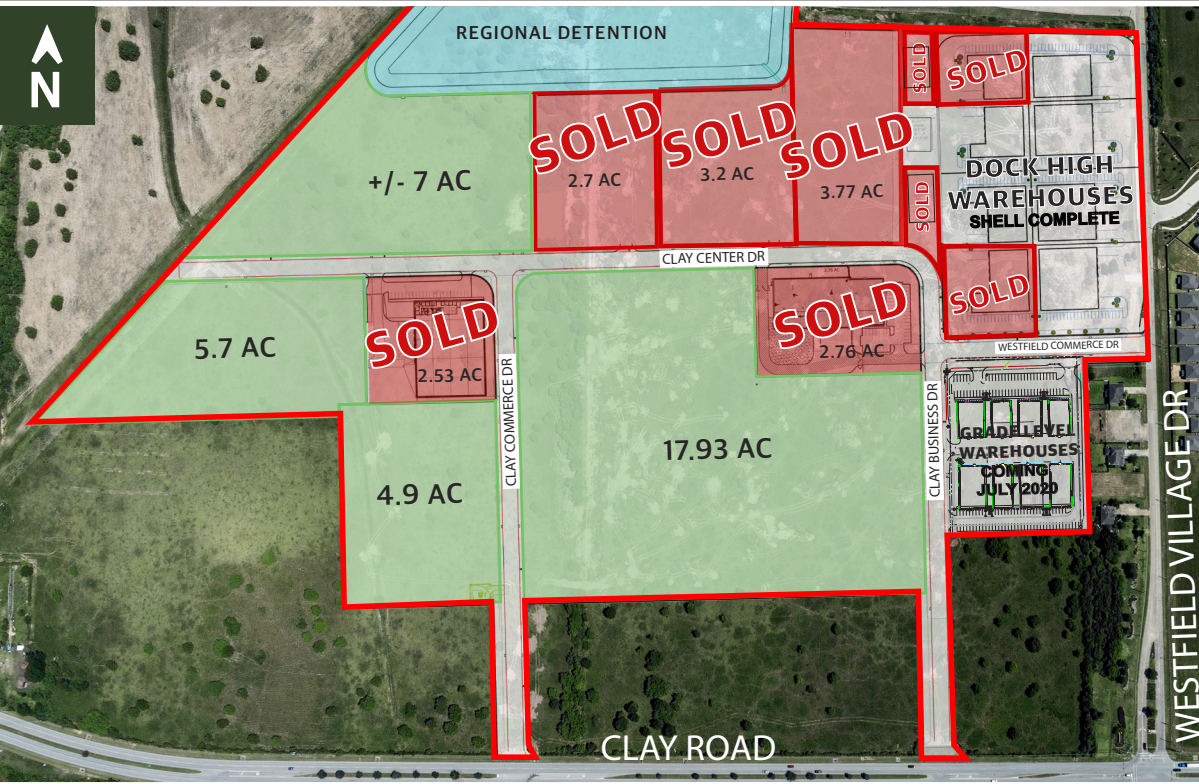 N
REGIONAL DETENTION
SOLD
SOLD
SOLD
SOLD
SOLD
+/- 7 AC
2.7 AC
3.2 AC
3.77 AC
DOCK HIGH
WAREHOUSES
SHELL COMPLETE
SOLD
CLAY CENTER DR
SOLD
SOLD
2.53 AC
SOLD
2.76 AC
5.7 AC
WESTFIELD COMMERCE DR
CLAY COMMERCE DR
CLAY BUSINESS DR
WESTFIELD VILLAGE DR
17.93 AC
4.9 AC
GRADE LEVEL
WAREHOUSES
COMING
JULY 2020
CLAY ROAD